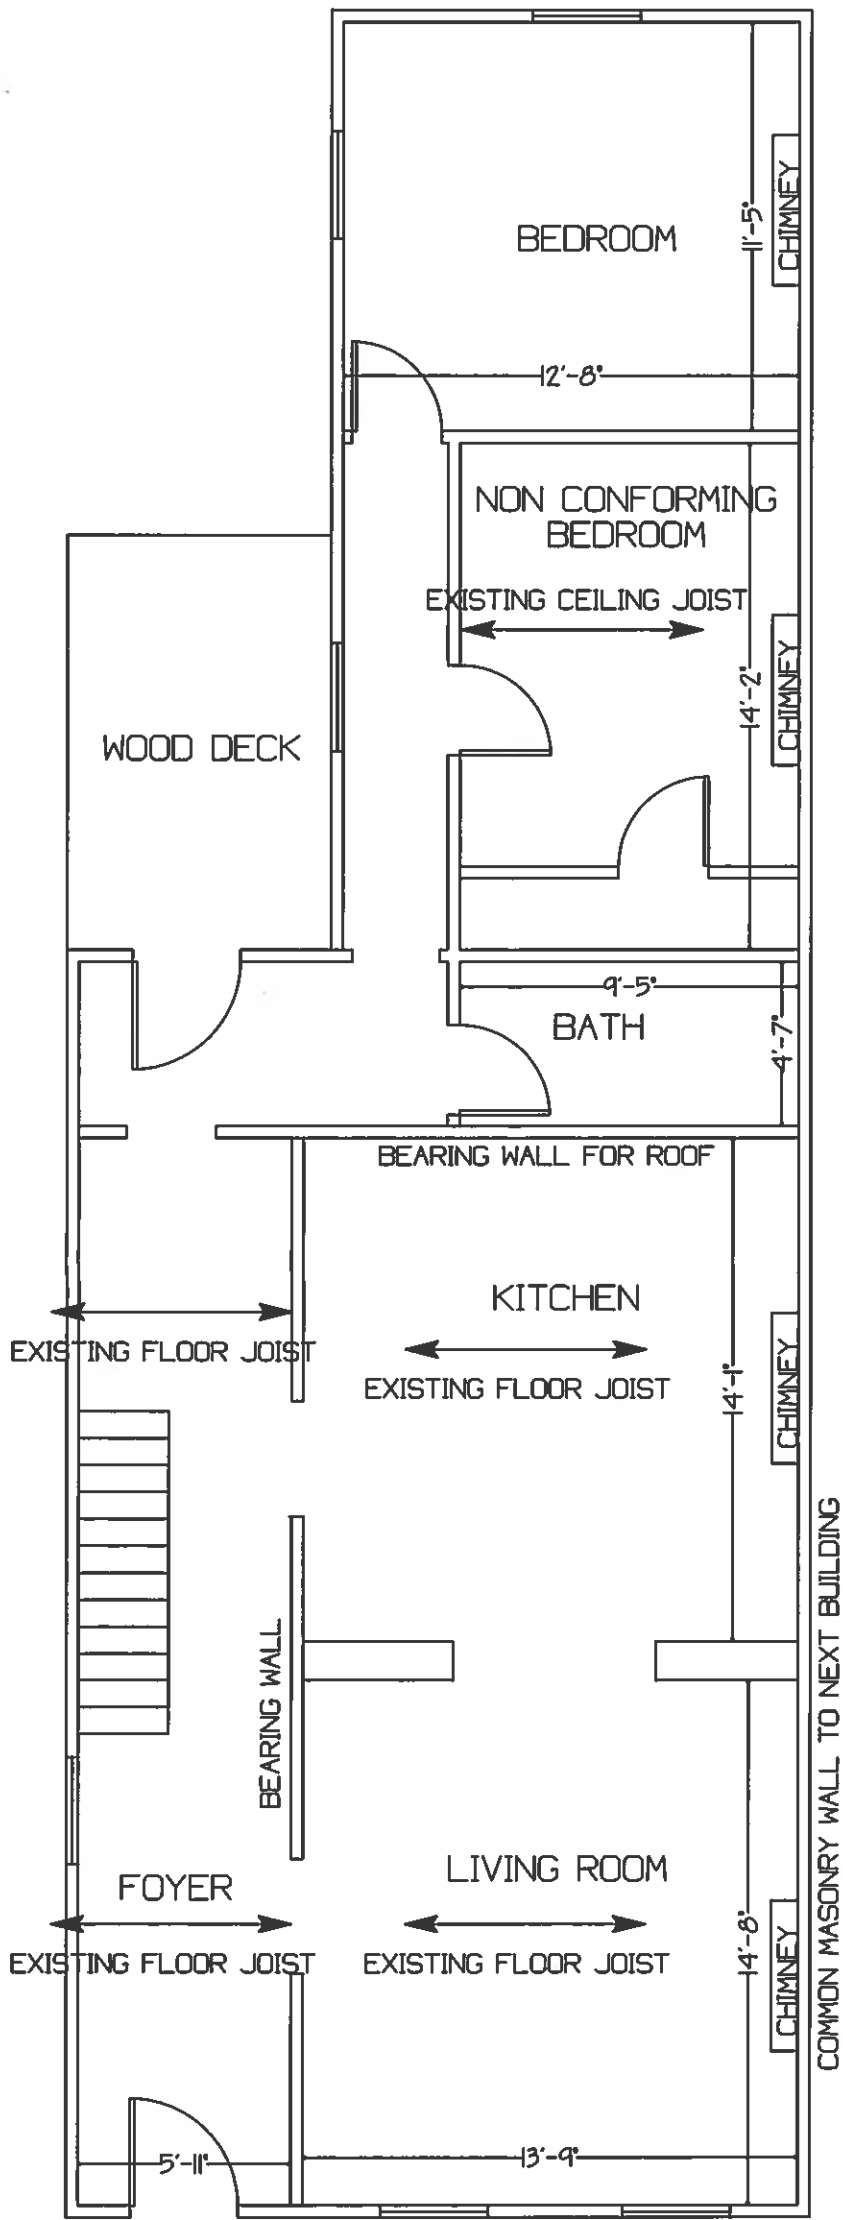 BEDROOM
11'-5"
CHIMNEY
12'-8"
NON CONFORMING
BEDROOM
EXISTING CEILING JOIST
14'-2"
CHIMNEY
WOOD DECK
9'-5"
BATH
4'-7"
BEARING WALL FOR ROOF
KITCHEN
EXISTING FLOOR JOIST
EXISTING FLOOR JOIST
14'-1"
CHIMNEY
BEARING WALL
COMMON MASONRY WALL TO NEXT BUILDING
LIVING ROOM
FOYER
EXISTING FLOOR JOIST
EXISTING FLOOR JOIST
14'-8"
CHIMNEY
5'-11"
13'-9"